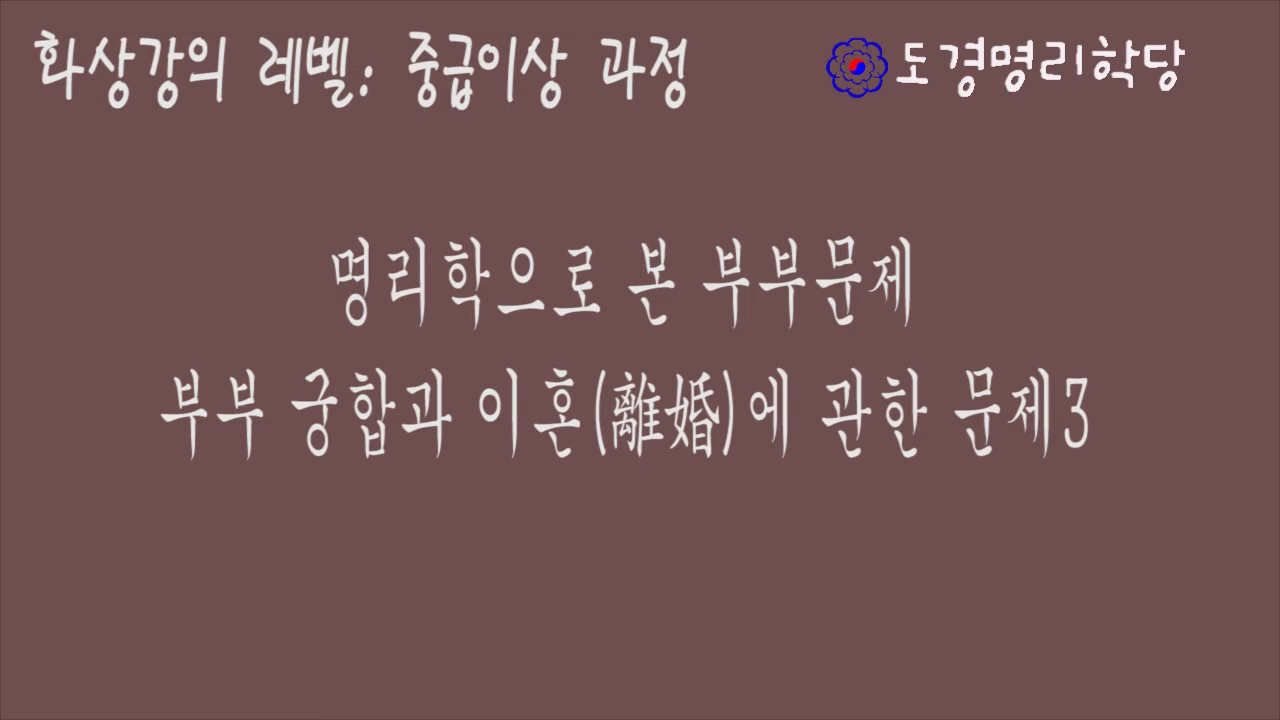 화상강의 레벨: 중급이상 과정
도경명리학당
명리학으로 본 부부문제
부부 궁합과 이혼(離婚)에 관한 문제3